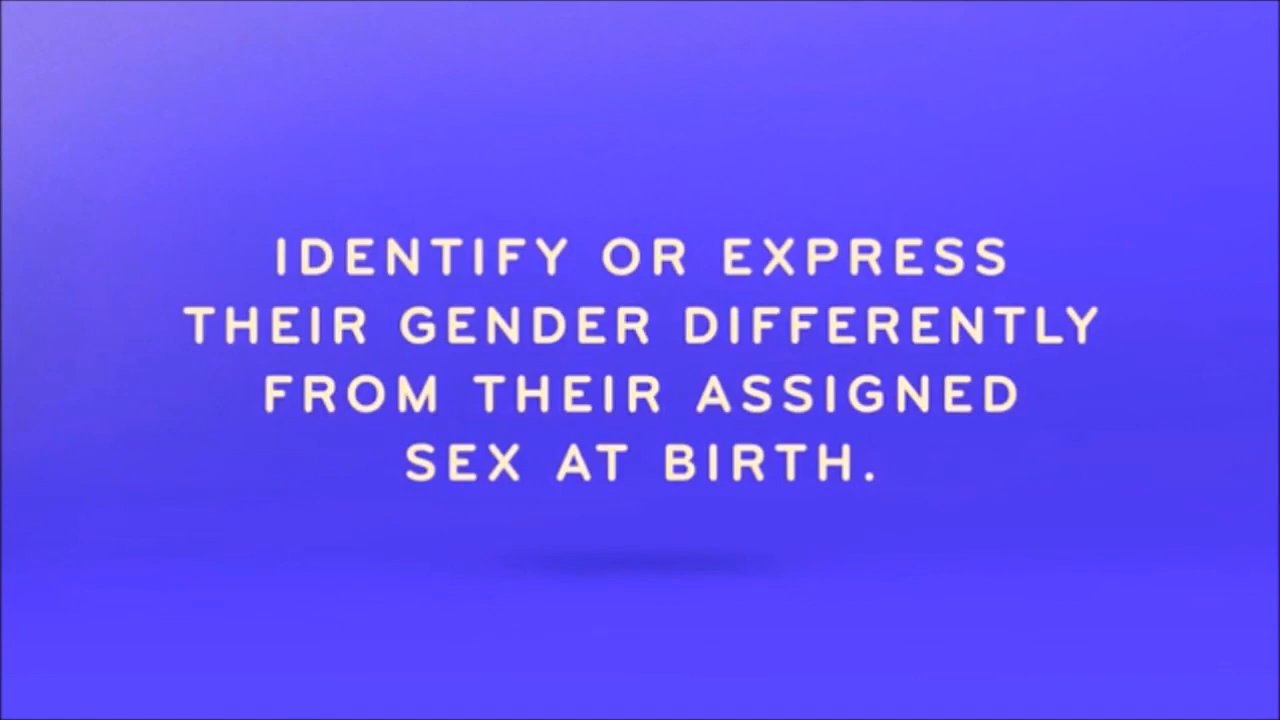 IDENTIFY OR EXPRESS
THEIR GENDER DIFFERENTLY
FROM THEIR ASSIGNED
SEX AT BIRTH.